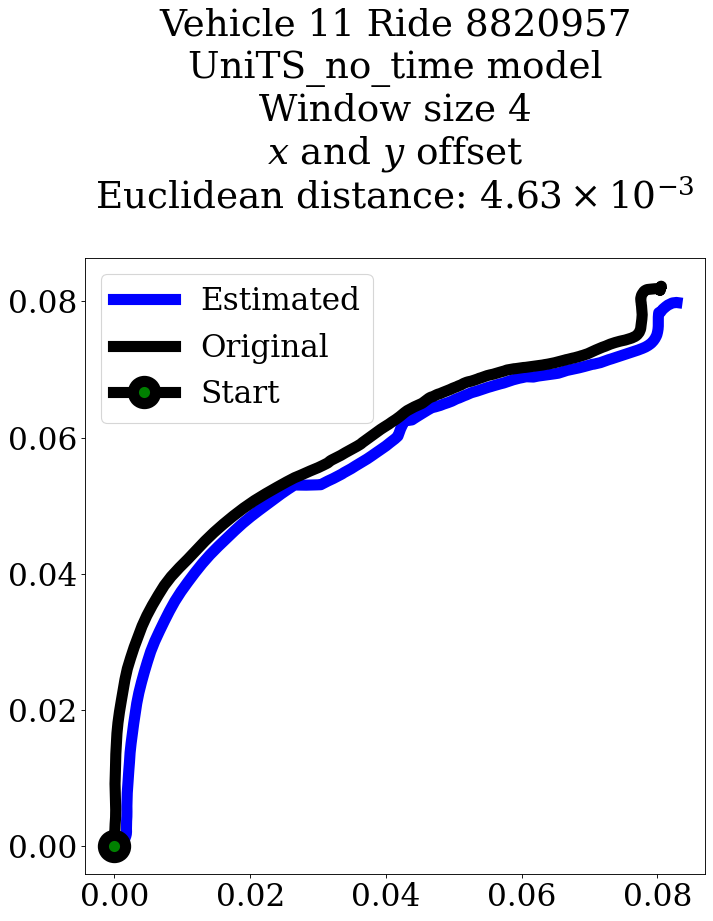 Vehicle 11 Ride 8820957
UniTS_no_time model
Window size 4
x and y offset
Euclidean distance: 4.63 × 10⁻³
Estimated
Original
Start
0.08
0.06
0.04
0.02
0.00
0.00 0.02 0.04 0.06 0.08